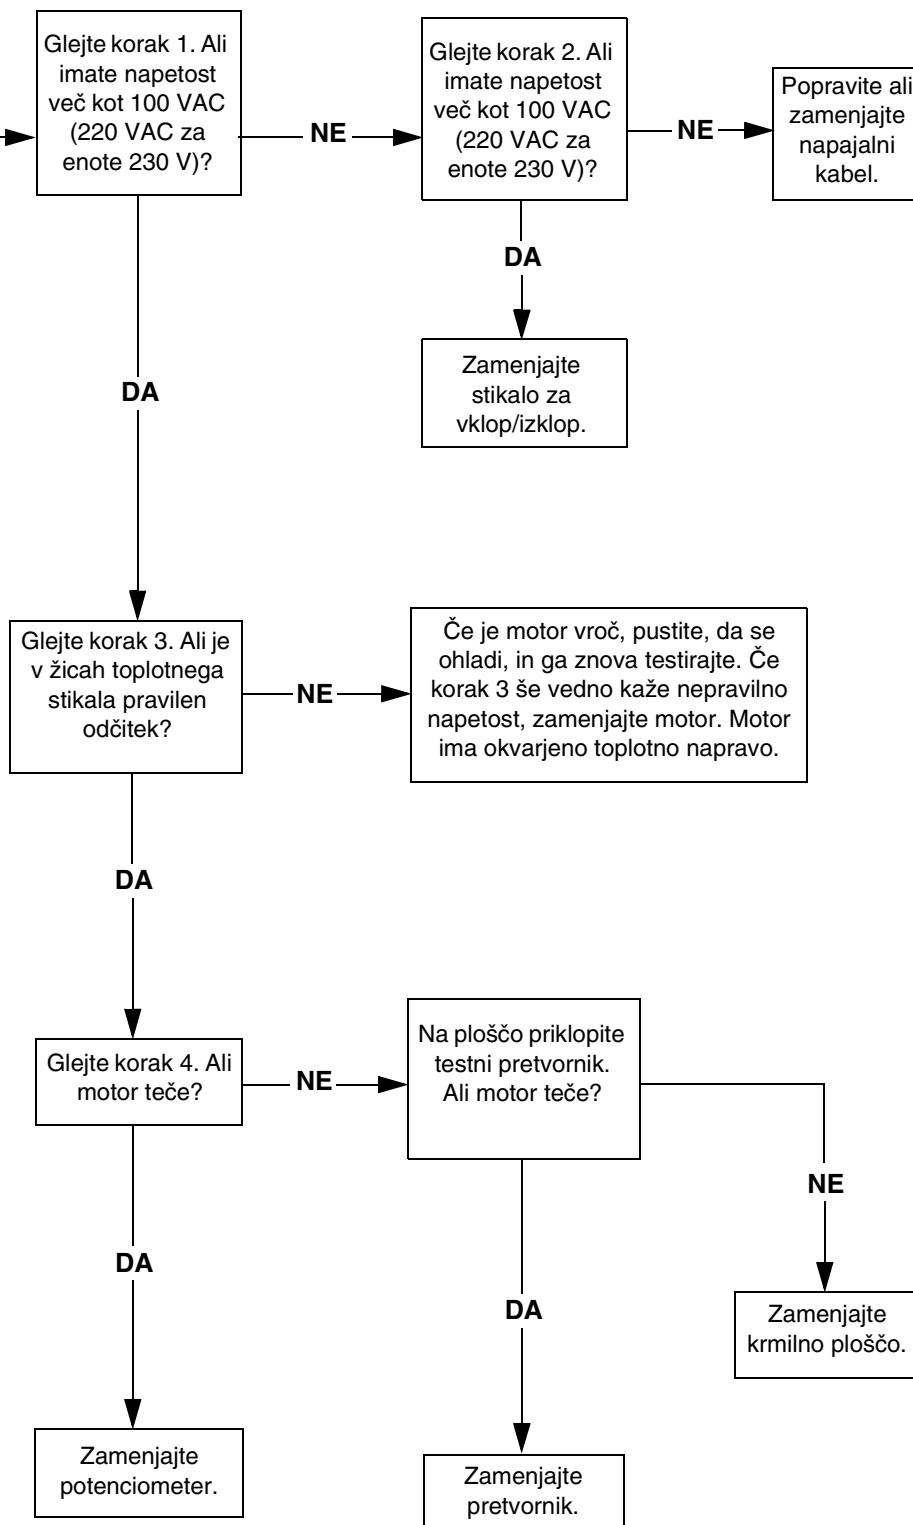 Glejte korak 1. Ali
imate napetost
več kot 100 VAC
(220 VAC za
enote 230 V)?
NE
Glejte korak 2. Ali
imate napetost
več kot 100 VAC
(220 VAC za
enote 230 V)?
NE
Popravite ali
zamenjajte
napajalni
kabel.
DA
Zamenjajte
stikalo za
vklop/izklop.
DA
Glejte korak 3. Ali je
v žicah toplotnega
stikala pravilen
odčitek?
NE
Če je motor vroč, pustite, da se
ohladi, in ga znova testirajte. Če
korak 3 še vedno kaže nepravilno
napetost, zamenjajte motor. Motor
ima okvarjeno toplotno napravo.
DA
Glejte korak 4. Ali
motor teče?
NE
Na ploščo priklopite
testni pretvornik.
Ali motor teče?
NE
Zamenjajte
krmilno ploščo.
DA
Zamenjajte
potenciometer.
DA
Zamenjajte
pretvornik.